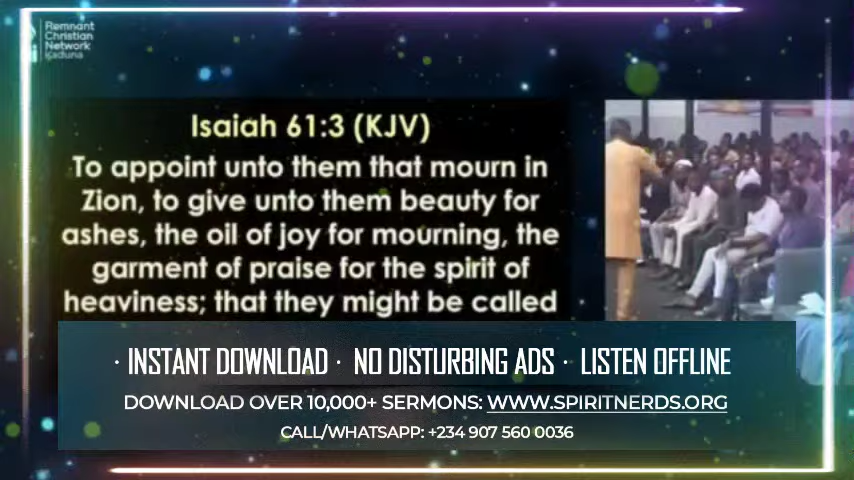 Remnant
Christian
Network
Kaduna
Isaiah 61:3 (KJV)
To appoint unto them that mourn in
Zion, to give unto them beauty for
ashes, the oil of joy for mourning, the
garment of praise for the spirit of
heaviness; that they might be called
· INSTANT DOWNLOAD · NO DISTURBING ADS · LISTEN OFFLINE
DOWNLOAD OVER 10,000+ SERMONS: WWW.SPIRITNERDS.ORG
CALL/WHATSAPP: +234 907 560 0036